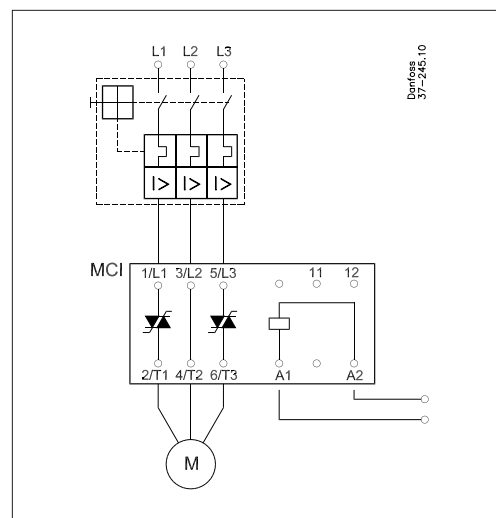 L1 L2 L3
Danfoss
37-245.10
I> I> I>
MCI
1/L1 3/L2 5/L3 11 12
2/T1 4/T2 6/T3 A1 A2
M